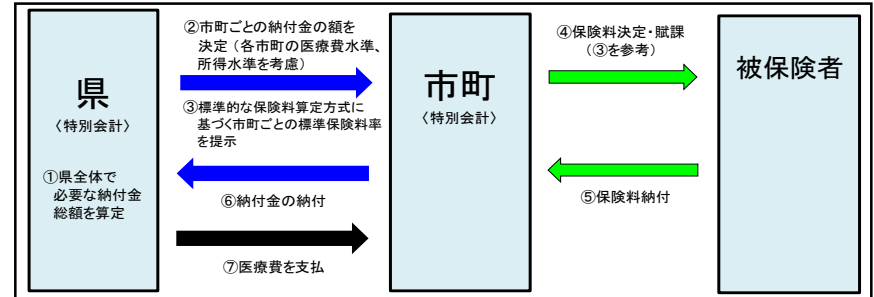 県
〈特別会計〉
①県全体で
必要な納付金
総額を算定
②市町ごとの納付金の額を
決定（各市町の医療費水準、
所得水準を考慮）
③標準的な保険料算定方式に
基づく市町ごとの標準保険料率
を提示
⑥納付金の納付
⑦医療費を支払
市町
〈特別会計〉
④保険料決定・賦課
（③を参考）
⑤保険料納付
被保険者